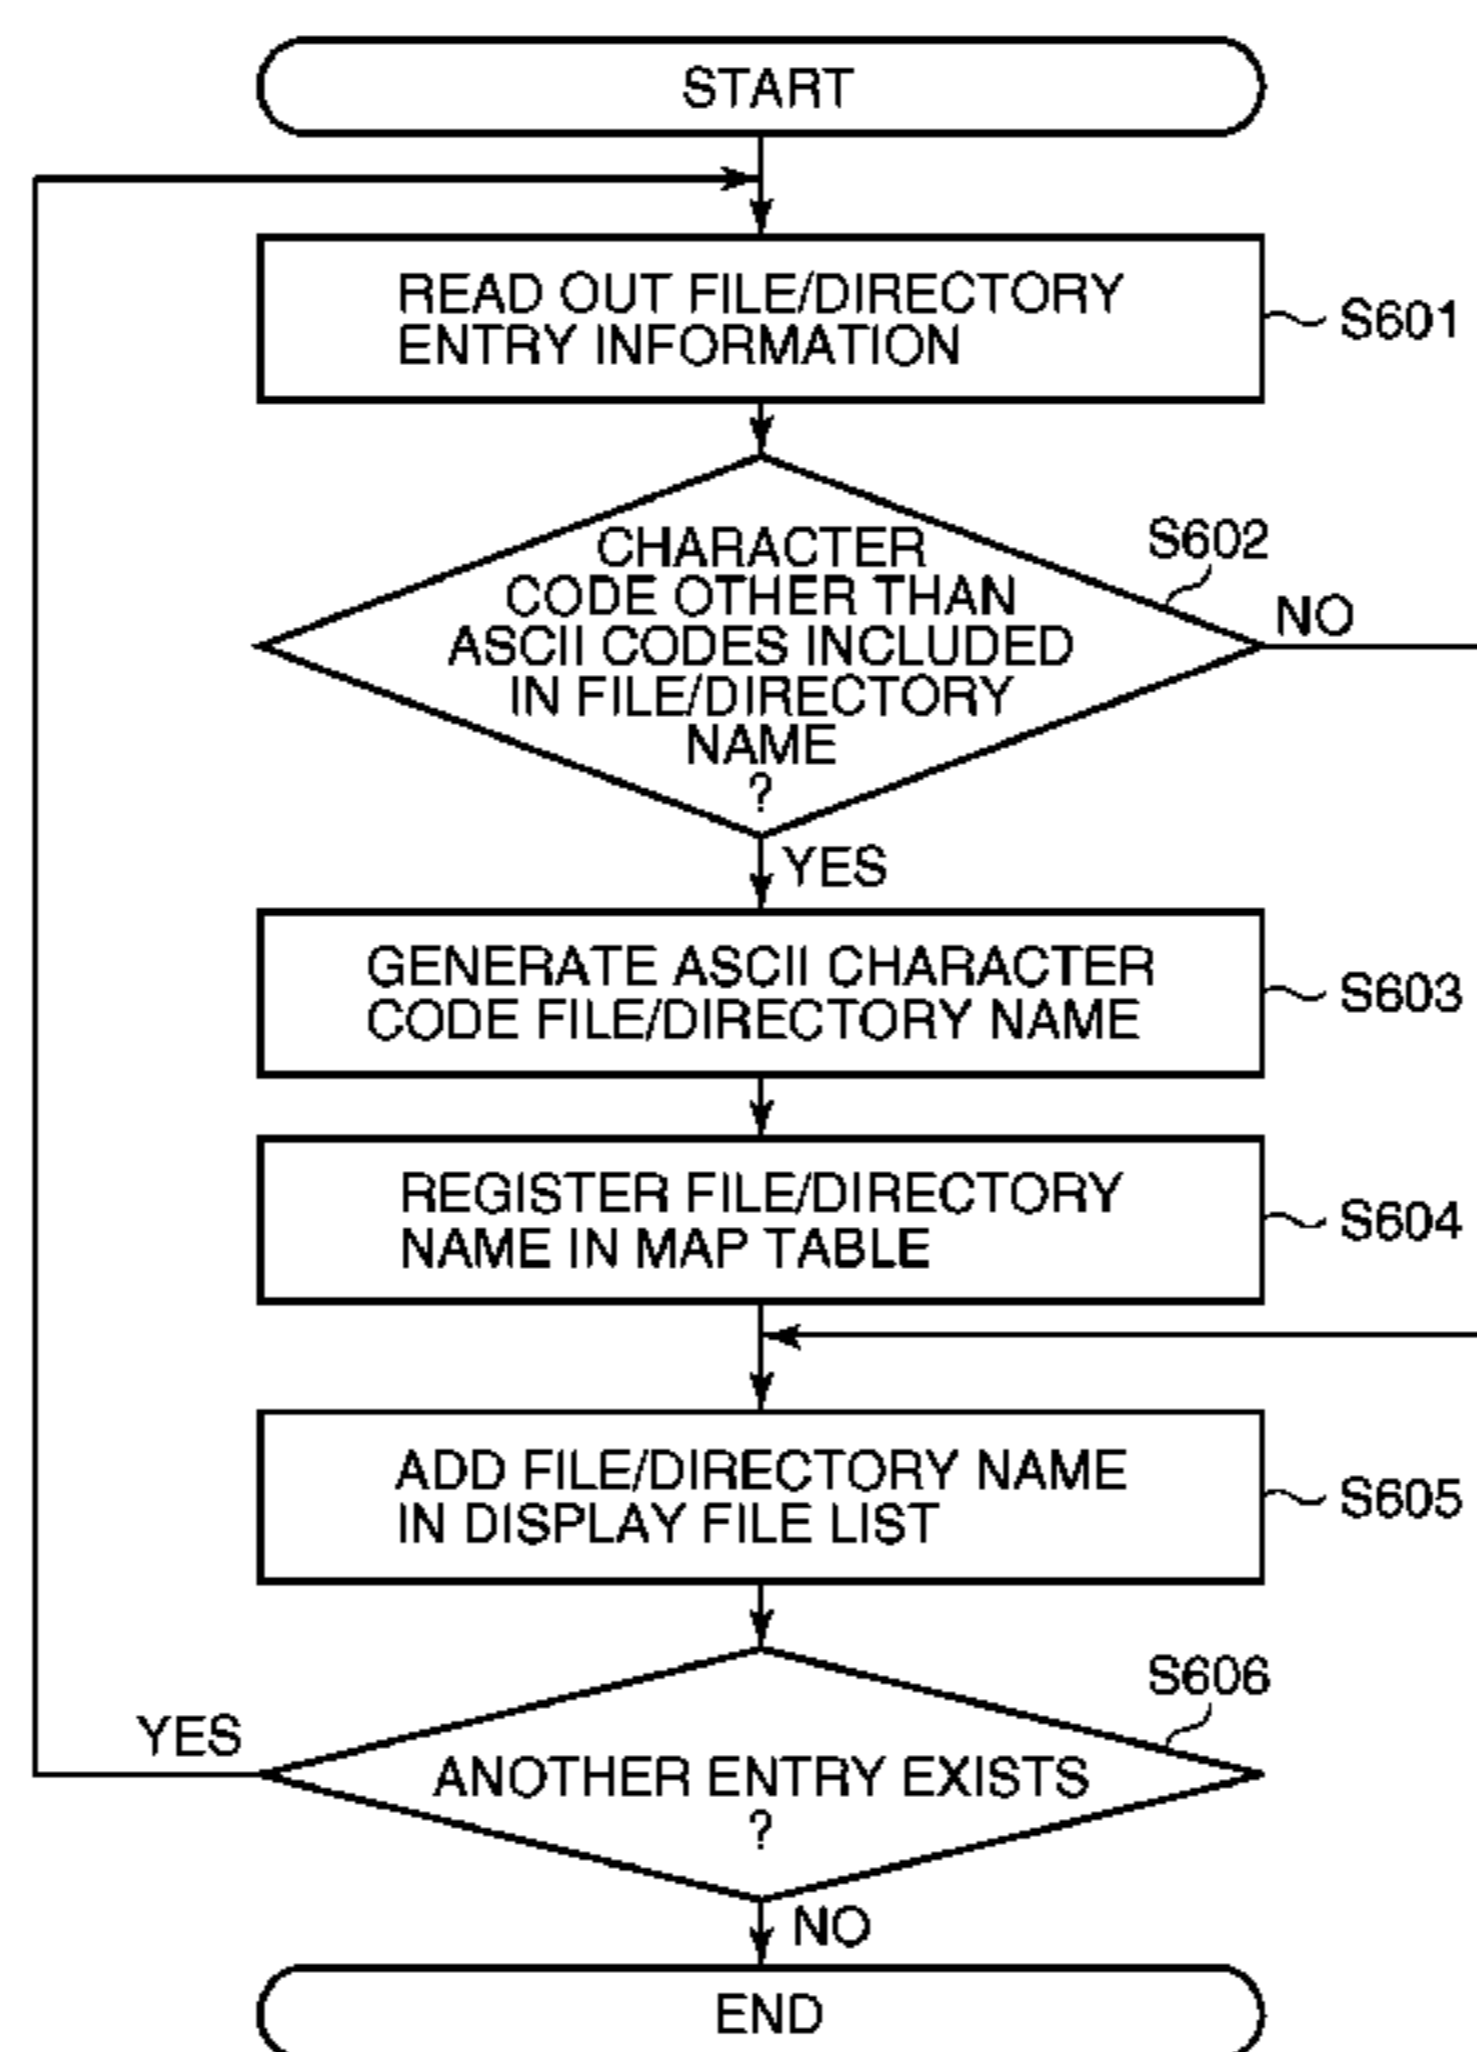 START
READ OUT FILE/DIRECTORY
ENTRY INFORMATION
S601
CHARACTER
CODE OTHER THAN
ASCII CODES INCLUDED
IN FILE/DIRECTORY
NAME
?
S602
NO
YES
GENERATE ASCII CHARACTER
CODE FILE/DIRECTORY NAME
S603
REGISTER FILE/DIRECTORY
NAME IN MAP TABLE
S604
ADD FILE/DIRECTORY NAME
IN DISPLAY FILE LIST
S605
S606
YES
ANOTHER ENTRY EXISTS
?
NO
END